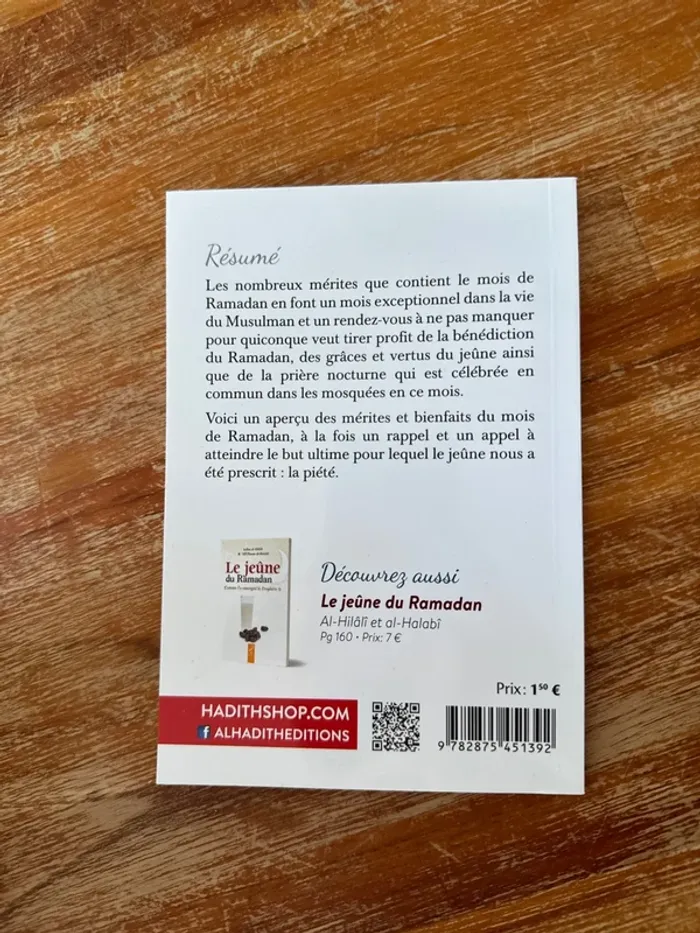 Résumé
Les nombreux mérites que contient le mois de
Ramadan en font un mois exceptionnel dans la vie
du Musulman et un rendez-vous à ne pas manquer
pour quiconque veut tirer profit de la bénédiction
du Ramadan, des grâces et vertus du jeûne ainsi
que de la prière nocturne qui est célébrée en
commun dans les mosquées en ce mois.
Voici un aperçu des mérites et bienfaits du mois
de Ramadan, à la fois un rappel et un appel à
atteindre le but ultime pour lequel le jeûne nous a
été prescrit : la piété.
Le jeûne
du Ramadan
Découvrez aussi
Le jeûne du Ramadan
Al-Hilâlî et al-Halabî
Pg 160 • Prix: 7 €
Prix: 1⁵⁰ €
HADITHSHOP.COM
f ALHADITHEDITIONS
9 782875 451392